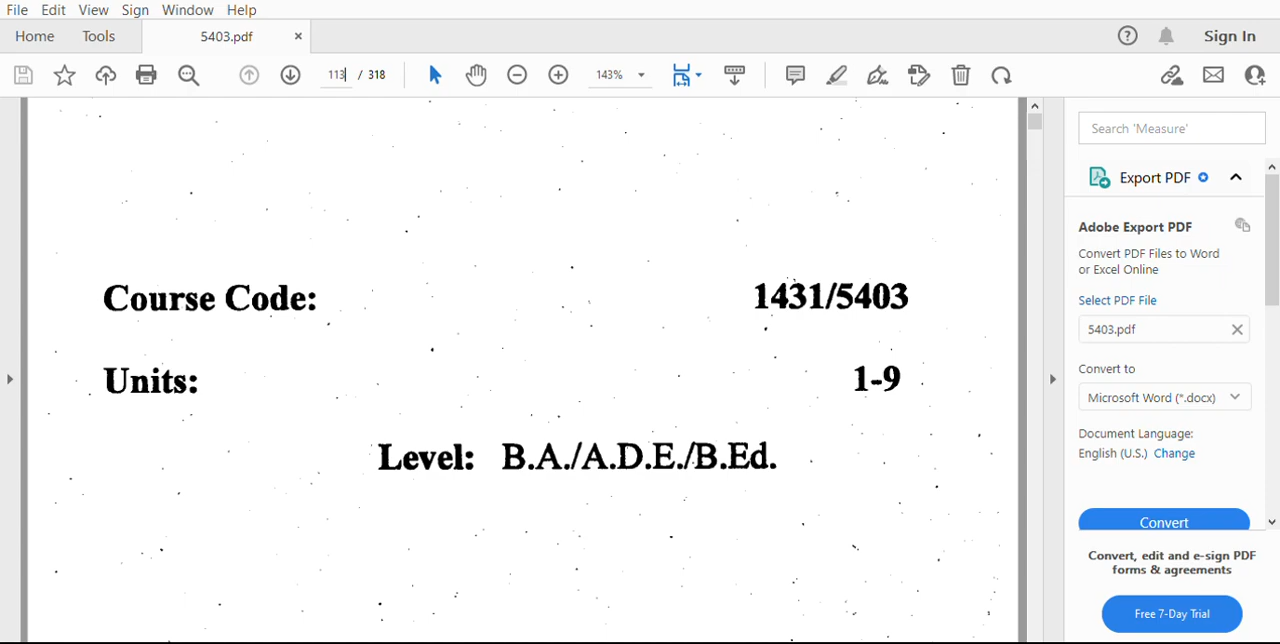 File Edit View Sign Window Help
Home Tools 5403.pdf × Sign In
113 / 318 143%
Search 'Measure'
Export PDF
Adobe Export PDF
Convert PDF Files to Word
or Excel Online
Select PDF File
5403.pdf
Convert to
Microsoft Word (*.docx)
Document Language:
English (U.S.) Change
Convert
Convert, edit and e-sign PDF
forms & agreements
Free 7-Day Trial
Course Code: 1431/5403
Units: 1-9
Level: B.A./A.D.E./B.Ed.